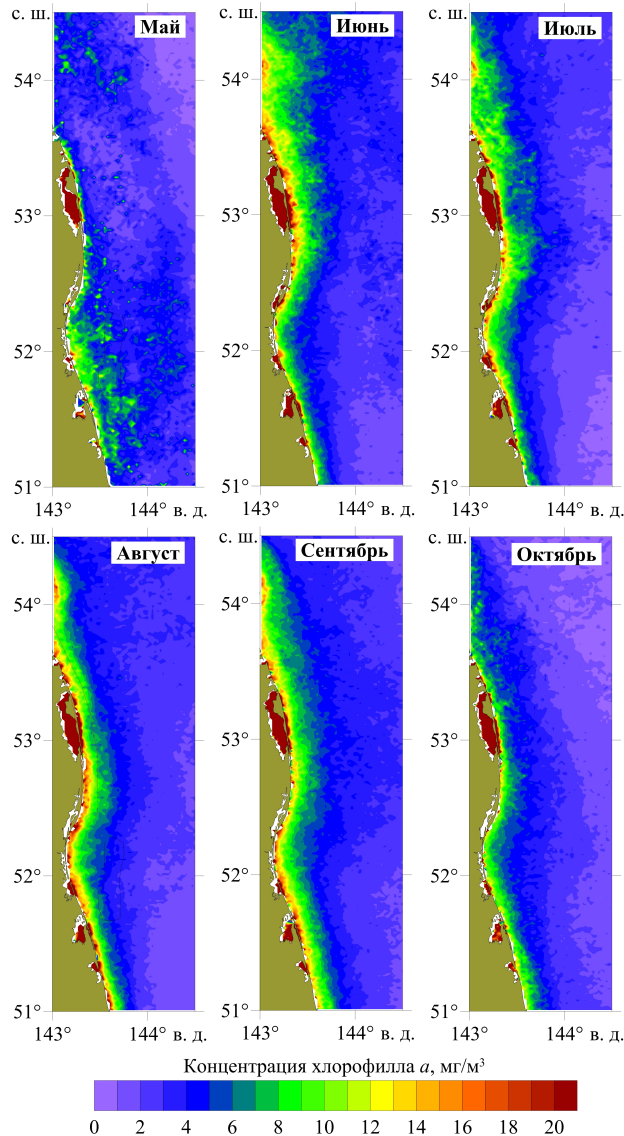 с. ш. Май с. ш. Июнь с. ш. Июль
54° 54° 54°
53° 53° 53°
52° 52° 52°
51° 51° 51°
143° 144° в. д. 143° 144° в. д. 143° 144° в. д.
с. ш. Август с. ш. Сентябрь с. ш. Октябрь
54° 54° 54°
53° 53° 53°
52° 52° 52°
51° 51° 51°
143° 144° в. д. 143° 144° в. д. 143° 144° в. д.
Концентрация хлорофилла а, мг/м³
0 2 4 6 8 10 12 14 16 18 20